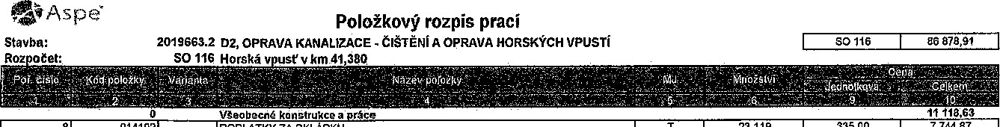 Aspe
Položkový rozpis prací
Stavba: 2019663.2 D2, OPRAVA KANALIZACE - ČIŠTĚNÍ A OPRAVA HORSKÝCH VPUSTÍ SO 116 86 878,91
Rozpočet: SO 116 Horská vpusť v km 41,380
Poř. číslo Kód položky Varianta Název položky MJ Množství Cena
Jednotková Celkem
1 2 3 4 5 6 9 10
0 Všeobecné konstrukce a práce 11 118,63
8 014102 POPLATKY ZA SKLÁDKU T 23,119 335,00 7 744,87